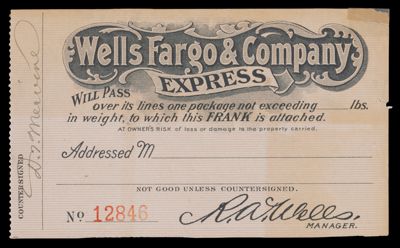 Wells Fargo & Company
EXPRESS
WILL PASS
over its lines one package not exceeding ____ lbs.
in weight, to which this FRANK is attached.
AT OWNER'S RISK of loss or damage to the property carried.
Addressed M
NOT GOOD UNLESS COUNTERSIGNED.
No 12846
MANAGER.
COUNTERSIGNED